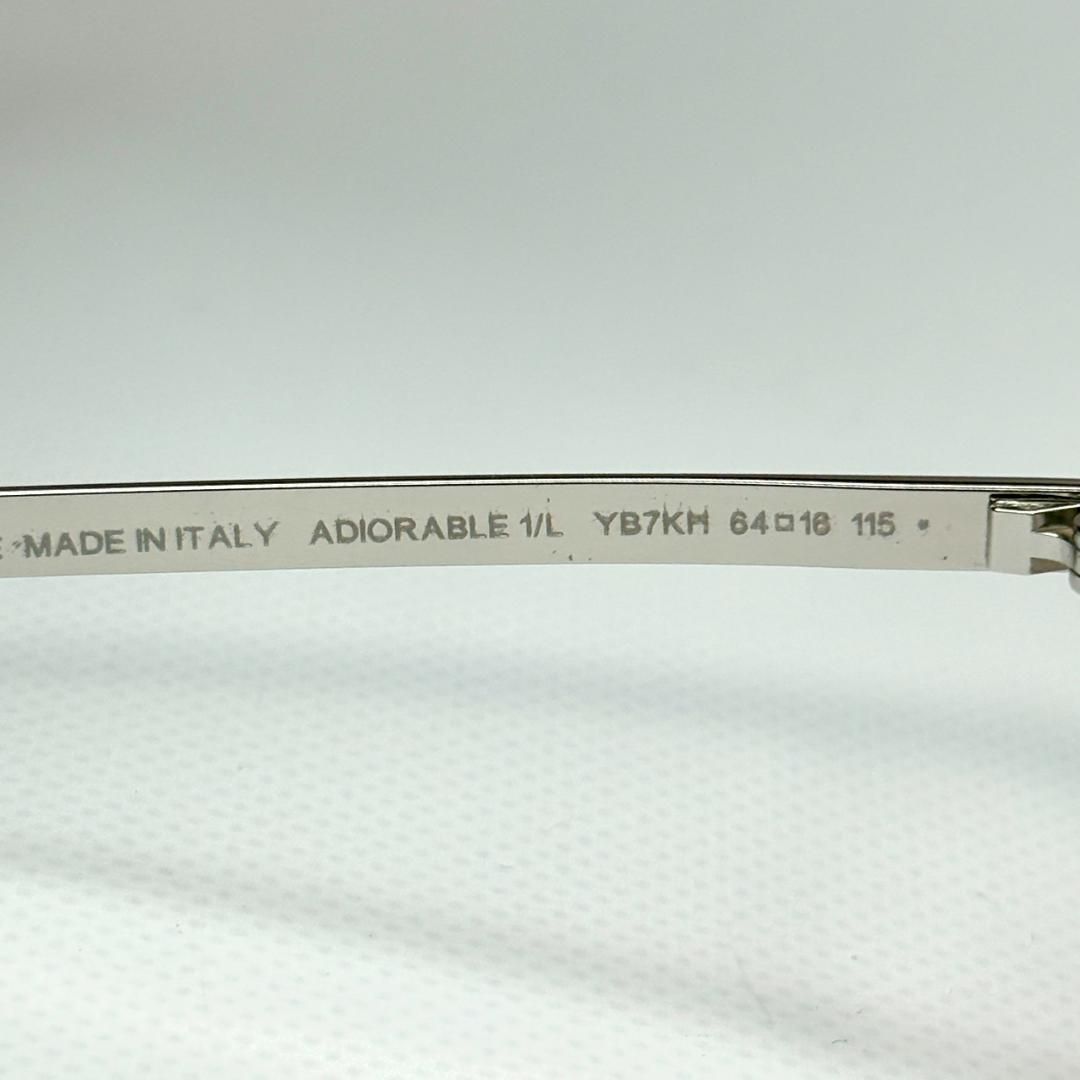 MADE IN ITALY ADIORABLE 1/L YB7KH 64□16 115